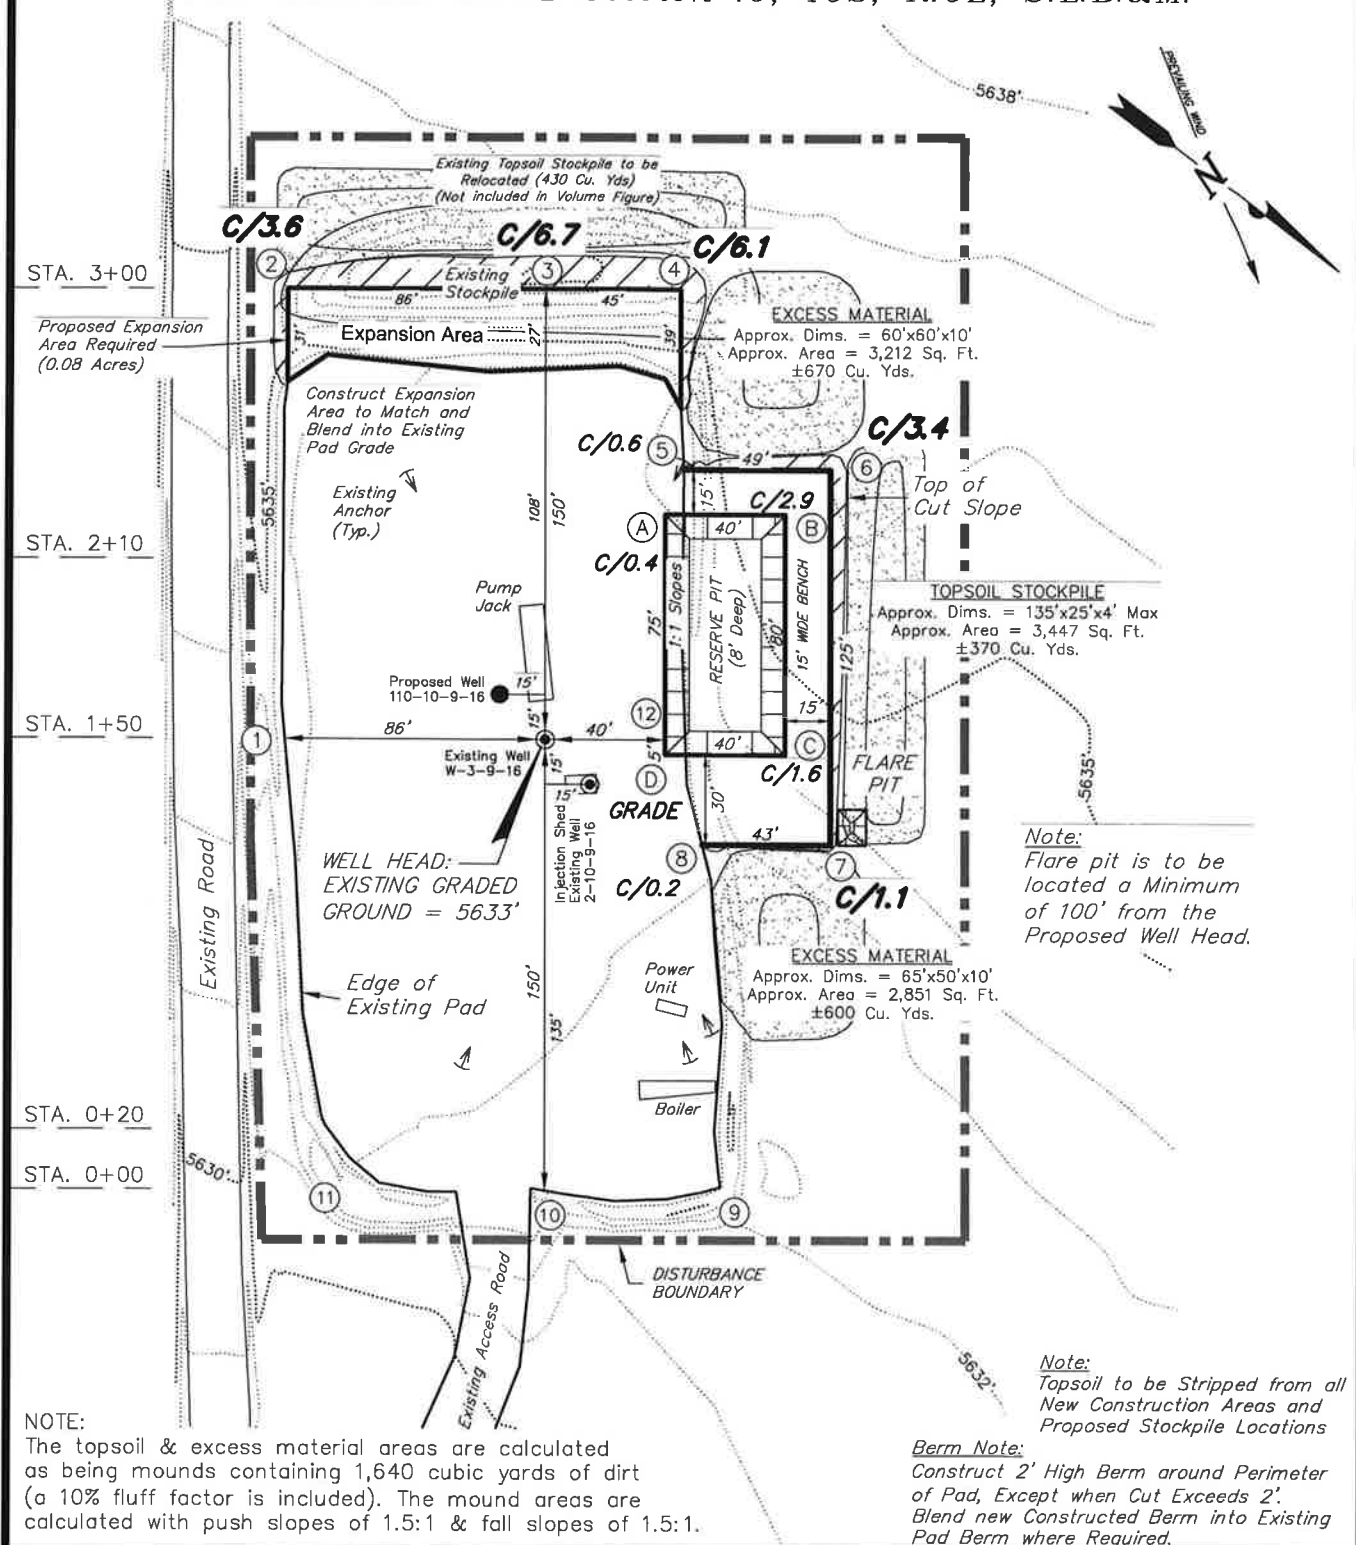 5638'
PREVAILING WIND
N
Existing Topsoil Stockpile to be
Relocated (430 Cu. Yds)
(Not included in Volume Figure)
C/3.6
C/6.7
C/6.1
2
3
4
STA. 3+00
Existing
Stockpile
86'
45'
Proposed Expansion
Area Required
(0.08 Acres)
31'
Expansion Area
27'
39'
EXCESS MATERIAL
Approx. Dims. = 60'x60'x10'
Approx. Area = 3,212 Sq. Ft.
±670 Cu. Yds.
Construct Expansion
Area to Match and
Blend into Existing
Pad Grade
C/0.6
5
C/3.4
49'
6
Top of
Cut Slope
5635'
Existing
Anchor
(Typ.)
108'
150'
15'
C/2.9
A
40'
B
STA. 2+10
C/0.4
Pump
Jack
75'
1:1 Slopes
RESERVE PIT
(8' Deep)
80'
15' WIDE BENCH
125'
TOPSOIL STOCKPILE
Approx. Dims. = 135'x25'x4' Max
Approx. Area = 3,447 Sq. Ft.
±370 Cu. Yds.
Proposed Well
110-10-9-16
15'
15'
12
15'
STA. 1+50
1
86'
40'
5'
40'
C
Existing Well
W-3-9-16
15'
15'
D
C/1.6
FLARE
PIT
5635'
GRADE
30'
Injection Shed
Existing Well
2-10-9-16
43'
8
7
C/0.2
C/1.1
WELL HEAD:
EXISTING GRADED
GROUND = 5633'
Note:
Flare pit is to be
located a Minimum
of 100' from the
Proposed Well Head.
Existing Road
Edge of
Existing Pad
150'
135'
Power
Unit
EXCESS MATERIAL
Approx. Dims. = 65'x50'x10'
Approx. Area = 2,851 Sq. Ft.
±600 Cu. Yds.
Boiler
STA. 0+20
STA. 0+00
5630'
11
10
9
DISTURBANCE
BOUNDARY
Existing Access Road
5632'
Note:
Topsoil to be Stripped from all
New Construction Areas and
Proposed Stockpile Locations
NOTE:
The topsoil & excess material areas are calculated
as being mounds containing 1,640 cubic yards of dirt
(a 10% fluff factor is included). The mound areas are
calculated with push slopes of 1.5:1 & fall slopes of 1.5:1.
Berm Note:
Construct 2' High Berm around Perimeter
of Pad, Except when Cut Exceeds 2'.
Blend new Constructed Berm into Existing
Pad Berm where Required.